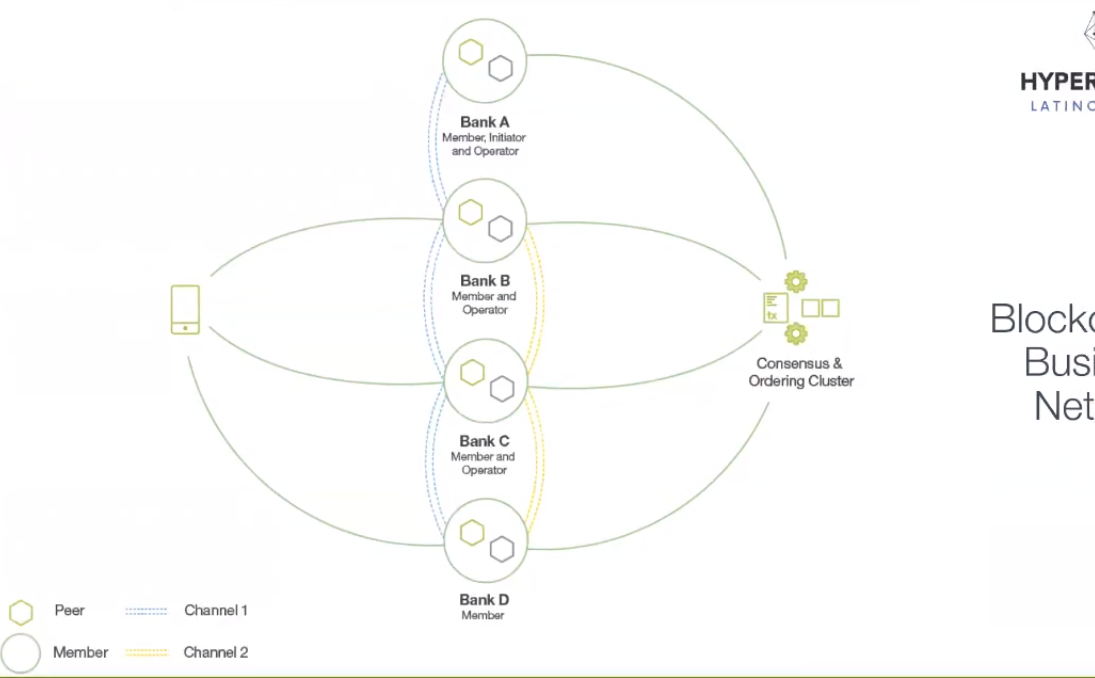 HYPER
LATINO
Bank A
Member, Initiator
and Operator
Bank B
Member and
Operator
tx
Consensus &
Ordering Cluster
Busi
Net
Bank C
Member and
Operator
Bank D
Member
Peer
Channel 1
Member
Channel 2